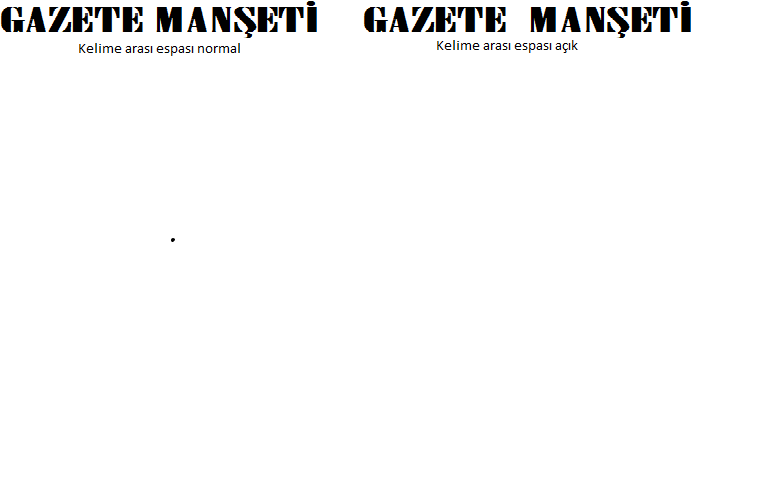 GAZETE MANŞETİ
Kelime arası espası normal
GAZETE MANŞETİ
Kelime arası espası açık